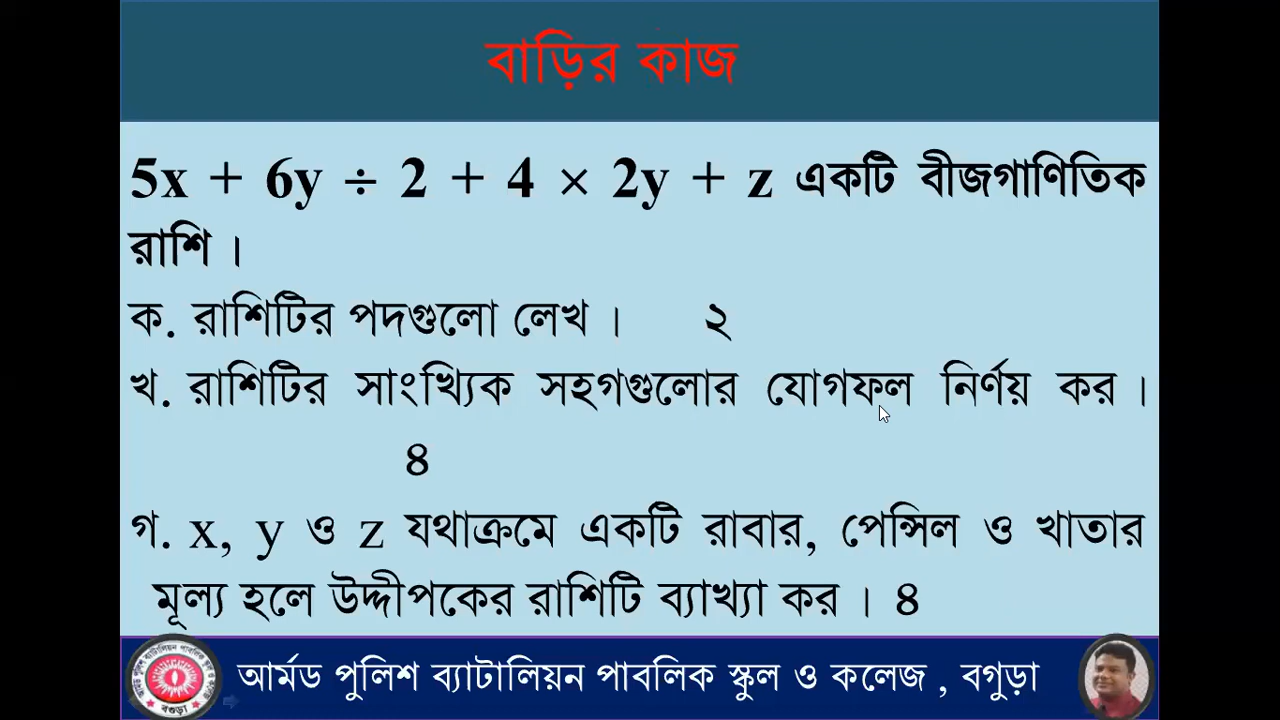 বাড়ির কাজ
5x + 6y ÷ 2 + 4 × 2y + z একটি বীজগাণিতিক
রাশি ।
ক. রাশিটির পদগুলো লেখ । ২
খ. রাশিটির সাংখ্যিক সহগগুলোর যোগফল নির্ণয় কর ।
৪
গ. x, y ও z যথাক্রমে একটি রাবার, পেন্সিল ও খাতার
মূল্য হলে উদ্দীপকের রাশিটি ব্যাখ্যা কর । ৪
আর্মড পুলিশ ব্যাটালিয়ন পাবলিক স্কুল ও কলেজ , বগুড়া